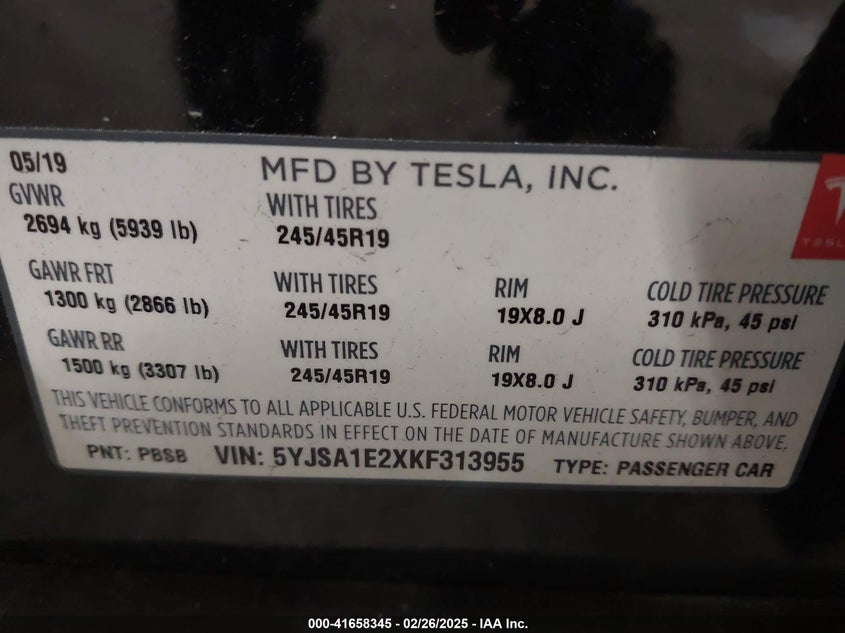 05/19
MFD BY TESLA, INC.
GVWR
2694 kg (5939 lb)
WITH TIRES
245/45R19
TESL
GAWR FRT
1300 kg (2866 lb)
WITH TIRES
245/45R19
RIM
19X8.0 J
COLD TIRE PRESSURE
310 kPa, 45 psi
GAWR RR
1500 kg (3307 lb)
WITH TIRES
245/45R19
RIM
19X8.0 J
COLD TIRE PRESSURE
310 kPa, 45 psi
THIS VEHICLE CONFORMS TO ALL APPLICABLE U.S. FEDERAL MOTOR VEHICLE SAFETY, BUMPER, AND
THEFT PREVENTION STANDARDS IN EFFECT ON THE DATE OF MANUFACTURE SHOWN ABOVE.
PNT: PBSB VIN: 5YJSA1E2XKF313955 TYPE: PASSENGER CAR
000-41658345 / 02/26/2025 - IAA Inc.